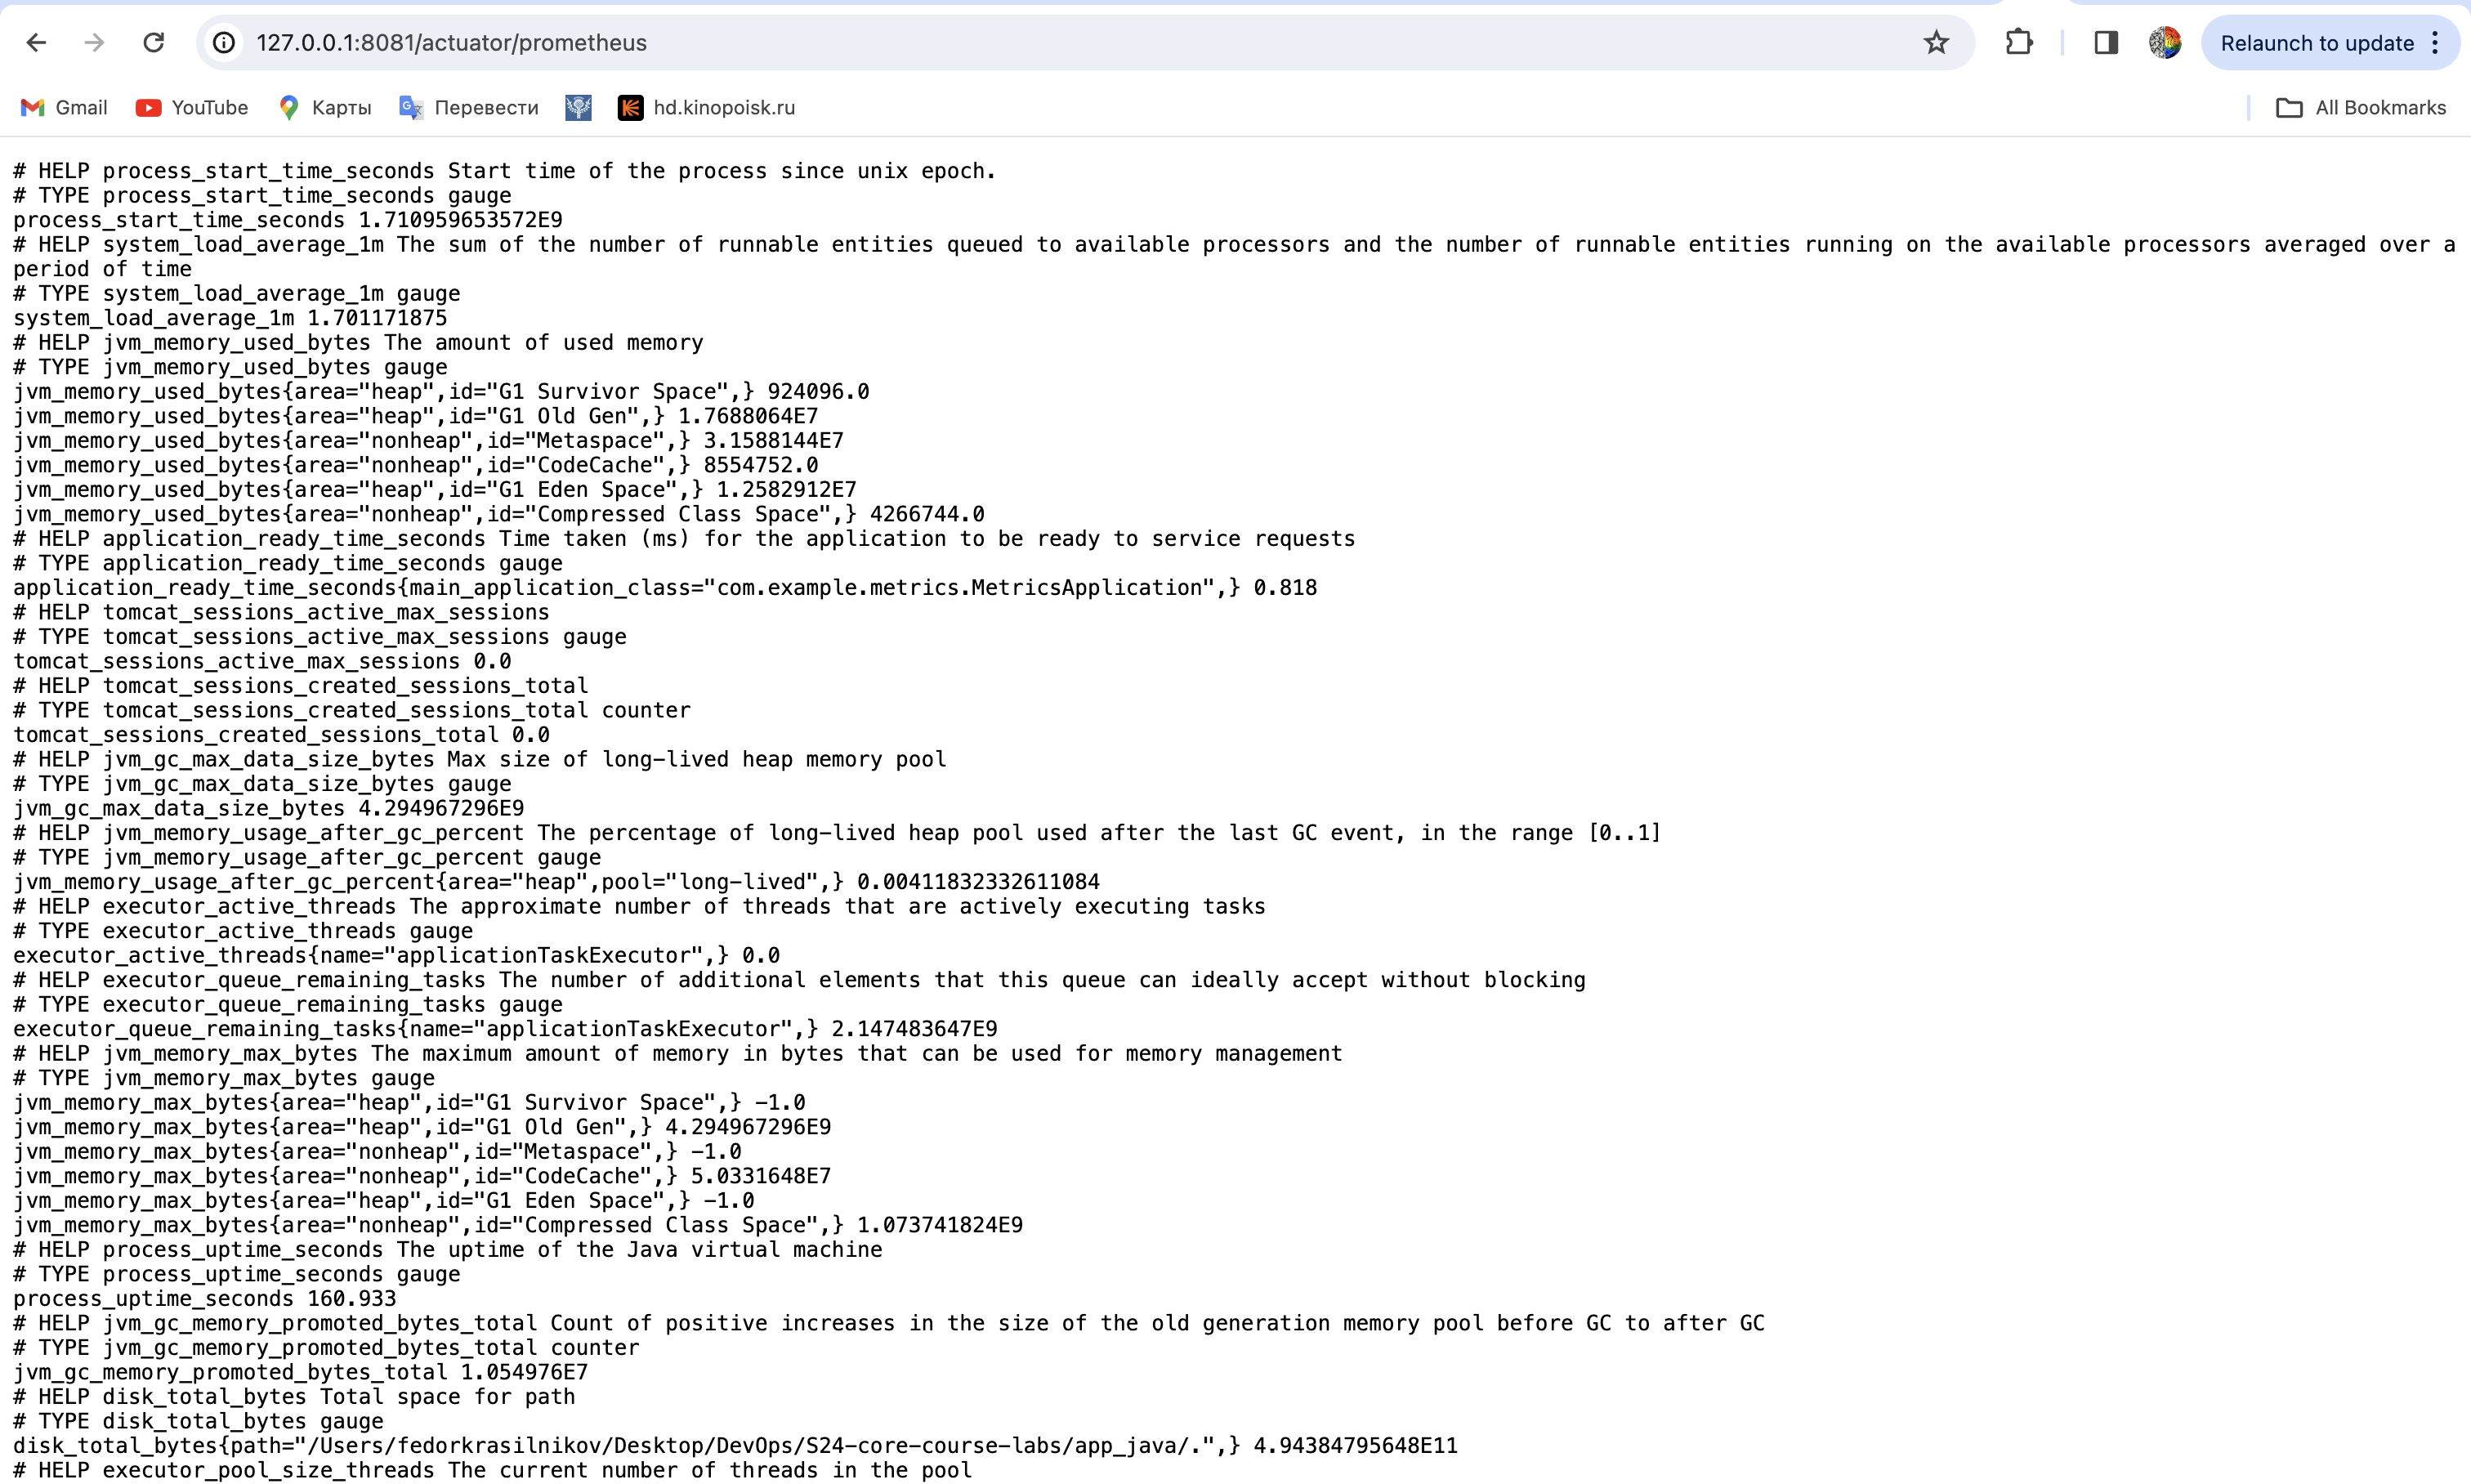 127.0.0.1:8081/actuator/prometheus
Relaunch to update
Gmail
YouTube
Карты
Перевести
hd.kinopoisk.ru
All Bookmarks
# HELP process_start_time_seconds Start time of the process since unix epoch.
# TYPE process_start_time_seconds gauge
process_start_time_seconds 1.710959653572E9
# HELP system_load_average_1m The sum of the number of runnable entities queued to available processors and the number of runnable entities running on the available processors averaged over a
period of time
# TYPE system_load_average_1m gauge
system_load_average_1m 1.701171875
# HELP jvm_memory_used_bytes The amount of used memory
# TYPE jvm_memory_used_bytes gauge
jvm_memory_used_bytes{area="heap",id="G1 Survivor Space",} 924096.0
jvm_memory_used_bytes{area="heap",id="G1 Old Gen",} 1.7688064E7
jvm_memory_used_bytes{area="nonheap",id="Metaspace",} 3.1588144E7
jvm_memory_used_bytes{area="nonheap",id="CodeCache",} 8554752.0
jvm_memory_used_bytes{area="heap",id="G1 Eden Space",} 1.2582912E7
jvm_memory_used_bytes{area="nonheap",id="Compressed Class Space",} 4266744.0
# HELP application_ready_time_seconds Time taken (ms) for the application to be ready to service requests
# TYPE application_ready_time_seconds gauge
application_ready_time_seconds{main_application_class="com.example.metrics.MetricsApplication",} 0.818
# HELP tomcat_sessions_active_max_sessions
# TYPE tomcat_sessions_active_max_sessions gauge
tomcat_sessions_active_max_sessions 0.0
# HELP tomcat_sessions_created_sessions_total
# TYPE tomcat_sessions_created_sessions_total counter
tomcat_sessions_created_sessions_total 0.0
# HELP jvm_gc_max_data_size_bytes Max size of long-lived heap memory pool
# TYPE jvm_gc_max_data_size_bytes gauge
jvm_gc_max_data_size_bytes 4.294967296E9
# HELP jvm_memory_usage_after_gc_percent The percentage of long-lived heap pool used after the last GC event, in the range [0..1]
# TYPE jvm_memory_usage_after_gc_percent gauge
jvm_memory_usage_after_gc_percent{area="heap",pool="long-lived",} 0.00411832332611084
# HELP executor_active_threads The approximate number of threads that are actively executing tasks
# TYPE executor_active_threads gauge
executor_active_threads{name="applicationTaskExecutor",} 0.0
# HELP executor_queue_remaining_tasks The number of additional elements that this queue can ideally accept without blocking
# TYPE executor_queue_remaining_tasks gauge
executor_queue_remaining_tasks{name="applicationTaskExecutor",} 2.147483647E9
# HELP jvm_memory_max_bytes The maximum amount of memory in bytes that can be used for memory management
# TYPE jvm_memory_max_bytes gauge
jvm_memory_max_bytes{area="heap",id="G1 Survivor Space",} -1.0
jvm_memory_max_bytes{area="heap",id="G1 Old Gen",} 4.294967296E9
jvm_memory_max_bytes{area="nonheap",id="Metaspace",} -1.0
jvm_memory_max_bytes{area="nonheap",id="CodeCache",} 5.0331648E7
jvm_memory_max_bytes{area="heap",id="G1 Eden Space",} -1.0
jvm_memory_max_bytes{area="nonheap",id="Compressed Class Space",} 1.073741824E9
# HELP process_uptime_seconds The uptime of the Java virtual machine
# TYPE process_uptime_seconds gauge
process_uptime_seconds 160.933
# HELP jvm_gc_memory_promoted_bytes_total Count of positive increases in the size of the old generation memory pool before GC to after GC
# TYPE jvm_gc_memory_promoted_bytes_total counter
jvm_gc_memory_promoted_bytes_total 1.054976E7
# HELP disk_total_bytes Total space for path
# TYPE disk_total_bytes gauge
disk_total_bytes{path="/Users/fedorkrasilnikov/Desktop/DevOps/S24-core-course-labs/app_java/.",} 4.94384795648E11
# HELP executor_pool_size_threads The current number of threads in the pool